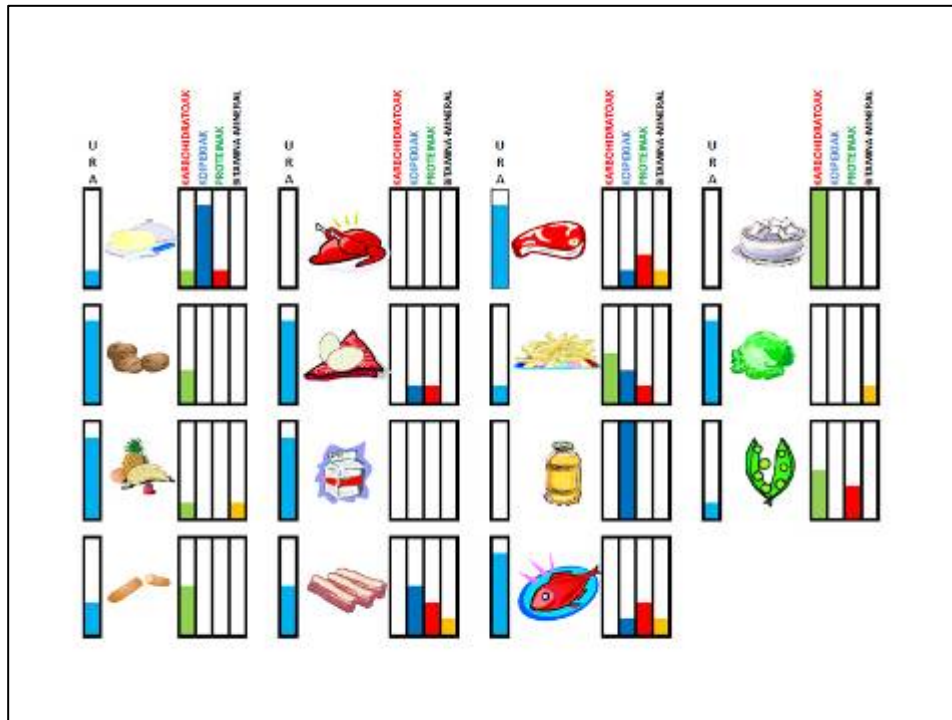 URA
KARBOHIDRATOAK
KOIPEKIAK
PROTEINAK
BITAMINA-MINERAL
URA
KARBOHIDRATOAK
KOIPEKIAK
PROTEINAK
BITAMINA-MINERAL
URA
KARBOHIDRATOAK
KOIPEKIAK
PROTEINAK
BITAMINA-MINERAL
URA
KARBOHIDRATOAK
KOIPEKIAK
PROTEINAK
BITAMINA-MINERAL